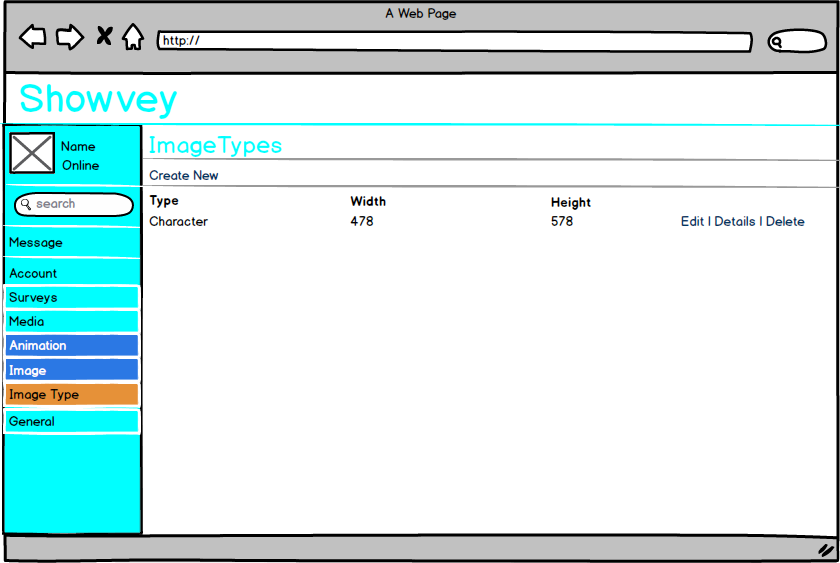 A Web Page
http://
Showvey
Name
Online
search
Message
Account
Surveys
Media
Animation
Image
Image Type
General
ImageTypes
Create New
Type Width Height
Character 478 578 Edit | Details | Delete